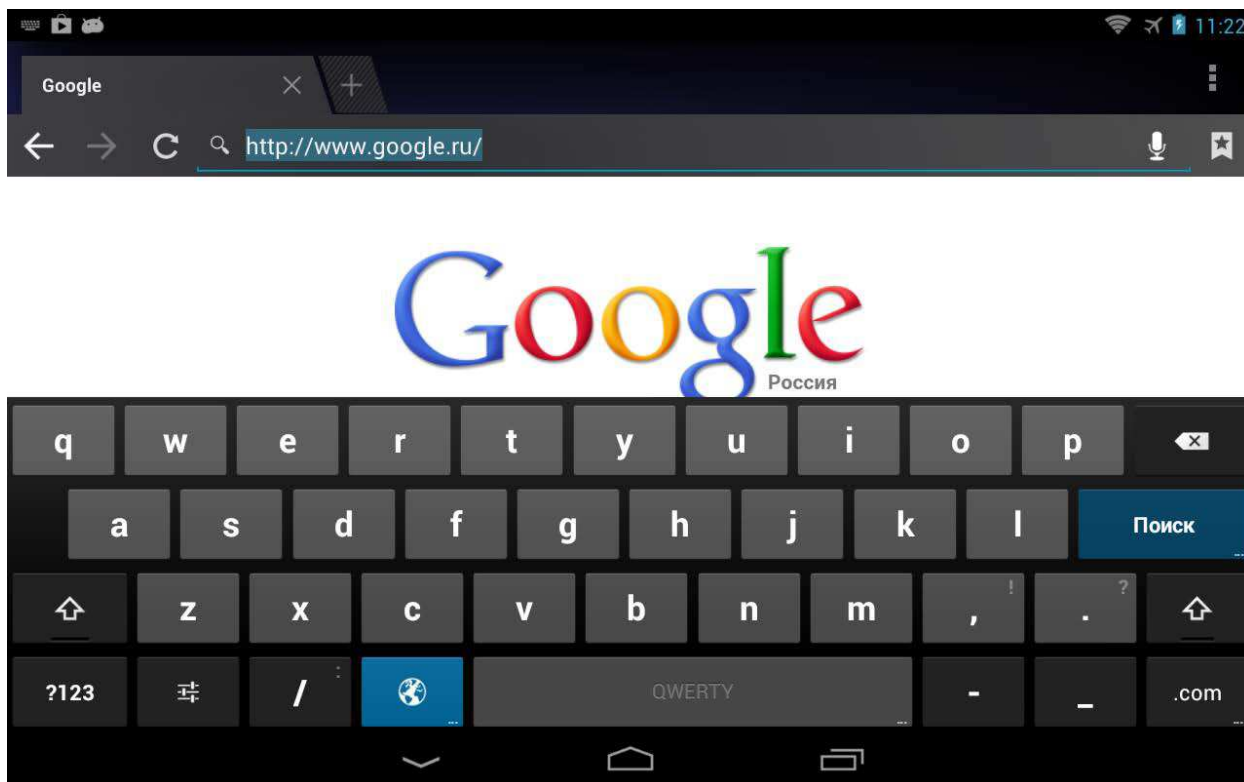 11:22
Google
http://www.google.ru/
Google
Россия
q w e r t y u i o p
a s d f g h j k l Поиск
z x c v b n m , ! . ?
?123 / : QWERTY - _ .com